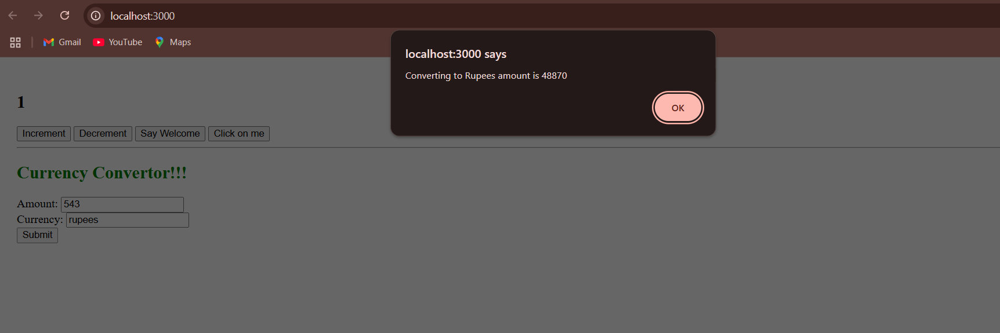 localhost:3000
Gmail YouTube Maps
localhost:3000 says
Converting to Rupees amount is 48870
OK
1
Increment Decrement Say Welcome Click on me
Currency Convertor!!!
Amount: 543
Currency: rupees
Submit